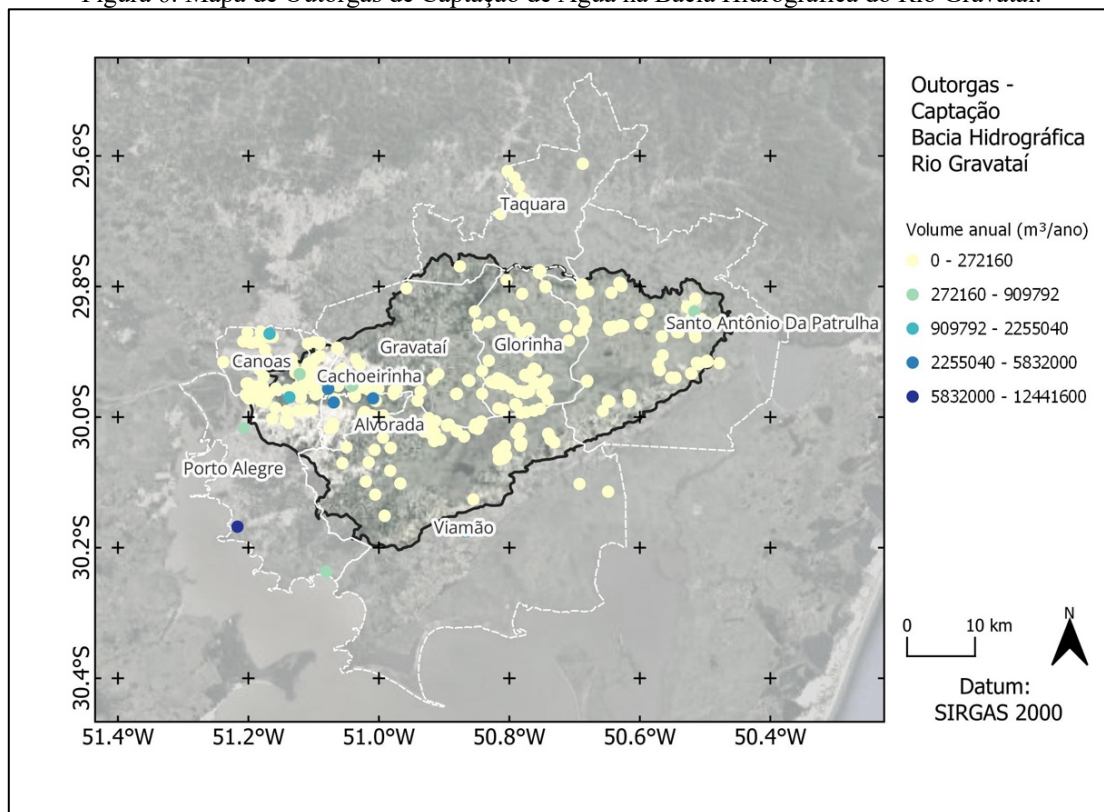 Figura 6. Mapa de Outorgas de Captação de Água na Bacia Hidrográfica do Rio Gravataí.
Outorgas -
Captação
Bacia Hidrográfica
Rio Gravataí
Volume anual (m³/ano)
0 - 272160
272160 - 909792
909792 - 2255040
2255040 - 5832000
5832000 - 12441600
29.6°S
29.8°S
30.0°S
30.2°S
30.4°S
Taquara
Santo Antônio Da Patrulha
Gravataí
Glorinha
Canoas
Cachoeirinha
Alvorada
Porto Alegre
Viamão
51.4°W
51.2°W
51.0°W
50.8°W
50.6°W
50.4°W
0
10 km
N
Datum:
SIRGAS 2000